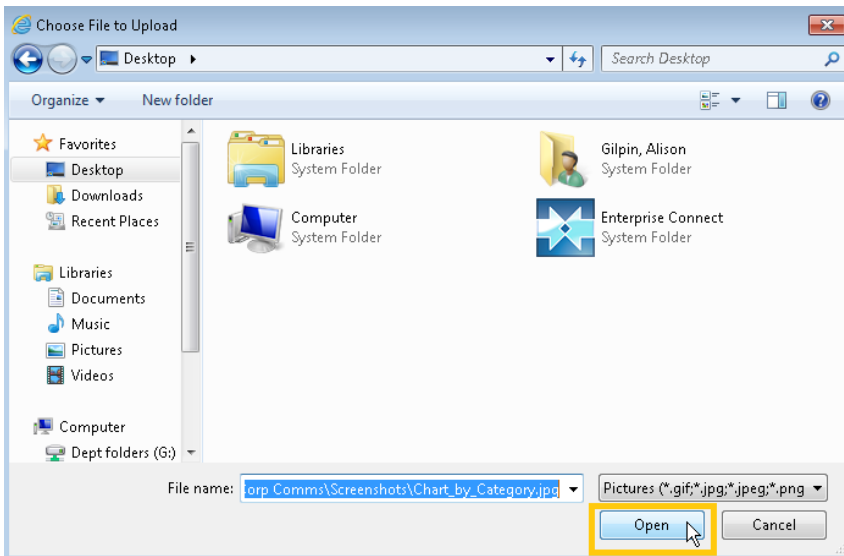 Choose File to Upload
Desktop
Search Desktop
Organize
New folder
Favorites
Desktop
Downloads
Recent Places
Libraries
Documents
Music
Pictures
Videos
Computer
Dept folders (G:)
Libraries
System Folder
Gilpin, Alison
System Folder
Computer
System Folder
Enterprise Connect
System Folder
File name:
orp Comms\Screenshots\Chart_by_Category.jpg
Pictures (*.gif;*.jpg;*.jpeg;*.png
Open
Cancel